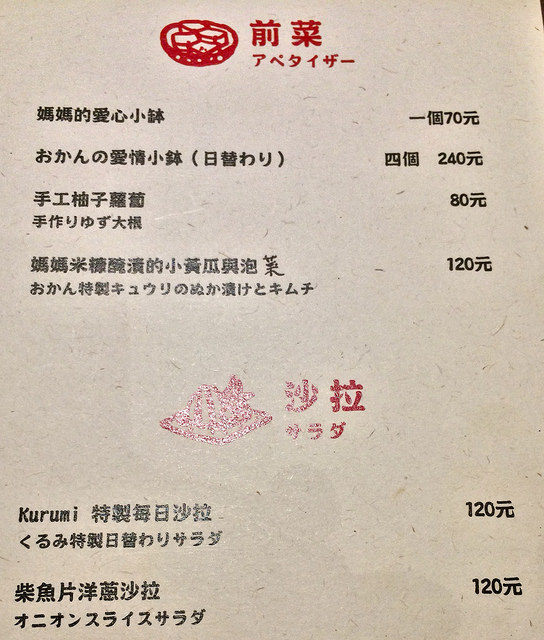 前菜
アペタイザー
媽媽的愛心小缽 一個70元
おかんの愛情小鉢(日替わり) 四個 240元
手工柚子蘿蔔 80元
手作りゆず大根
媽媽米糠醃漬的小黃瓜與泡菜 120元
おかん特製キュウリのぬか漬けとキムチ
沙拉
サラダ
Kurumi 特製每日沙拉 120元
くるみ特製日替わりサラダ
柴魚片洋蔥沙拉 120元
オニオンスライスサラダ